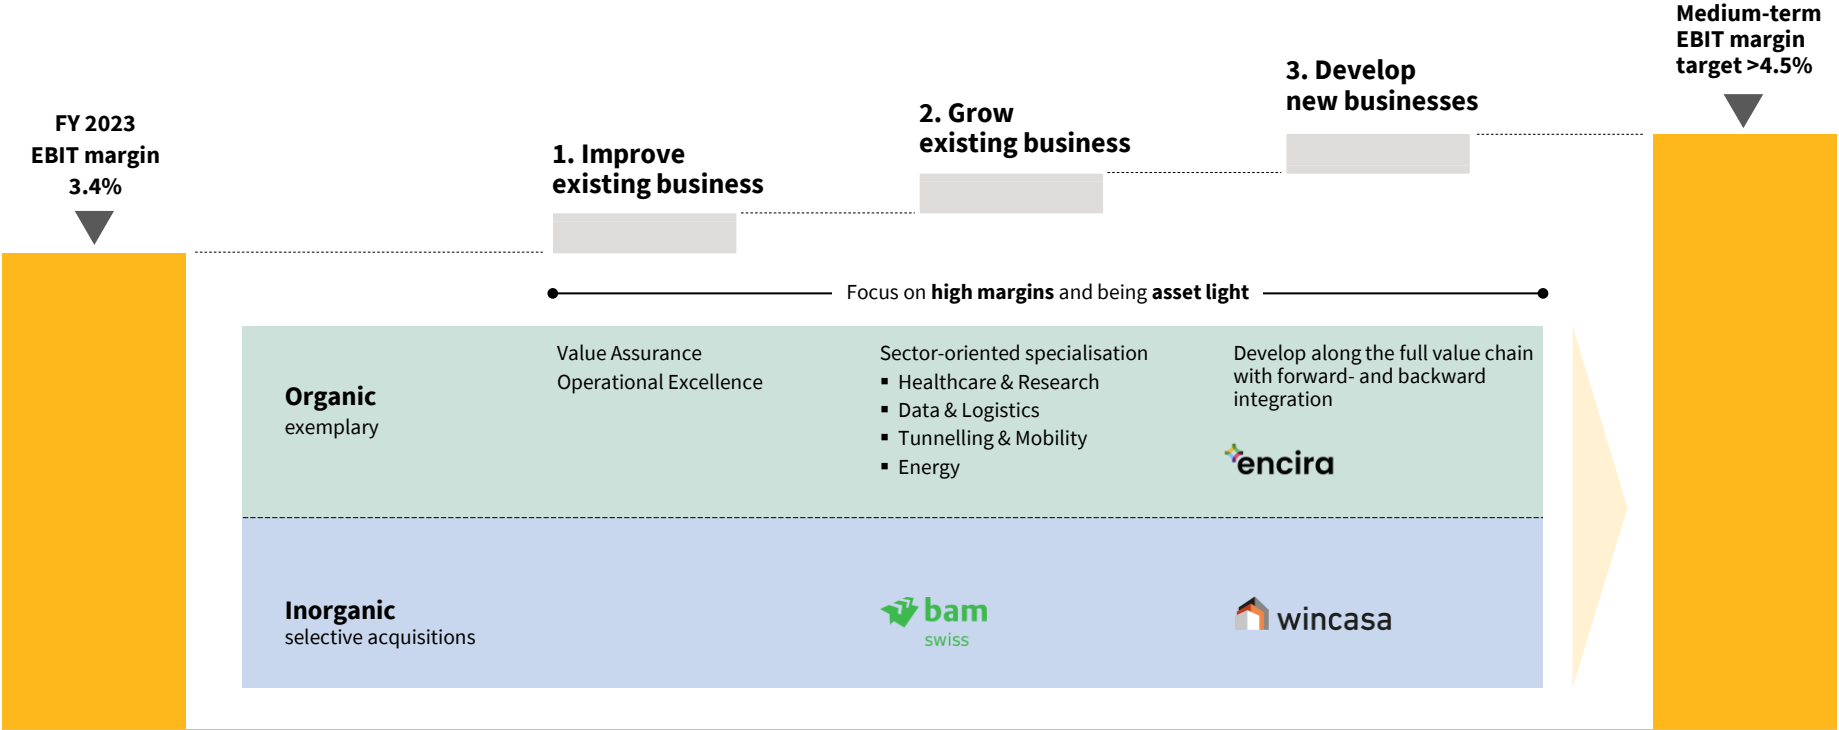 FY 2023
EBIT margin
3.4%
1. Improve
existing business
2. Grow
existing business
3. Develop
new businesses
Medium-term
EBIT margin
target >4.5%
Focus on high margins and being asset light
Organic
exemplary
Value Assurance
Operational Excellence
Sector-oriented specialisation
▪ Healthcare & Research
▪ Data & Logistics
▪ Tunnelling & Mobility
▪ Energy
Develop along the full value chain
with forward- and backward
integration
encira
Inorganic
selective acquisitions
bam
swiss
wincasa